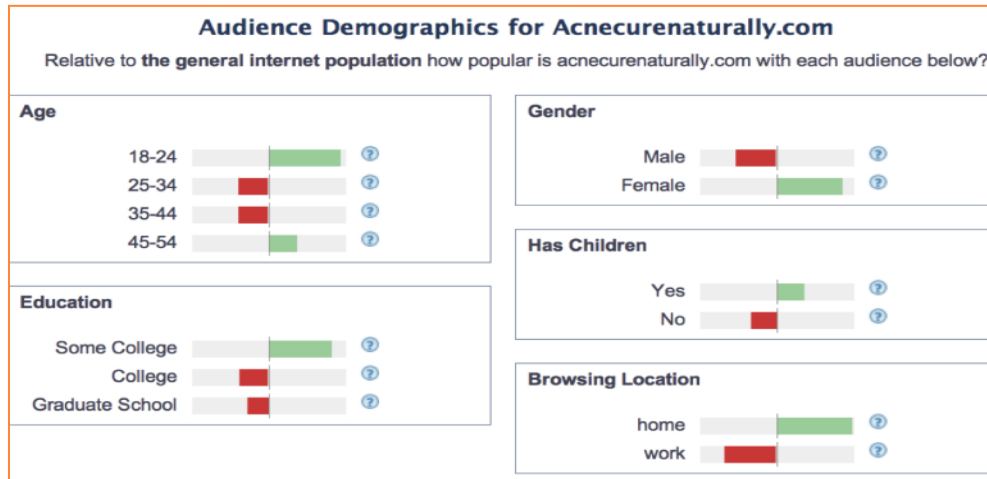 Audience Demographics for Acnecurenaturally.com
Relative to the general internet population how popular is acnecurenaturally.com with each audience below?
Age
18-24 ?
25-34 ?
35-44 ?
45-54 ?
Education
Some College ?
College ?
Graduate School ?
Gender
Male ?
Female ?
Has Children
Yes ?
No ?
Browsing Location
home ?
work ?